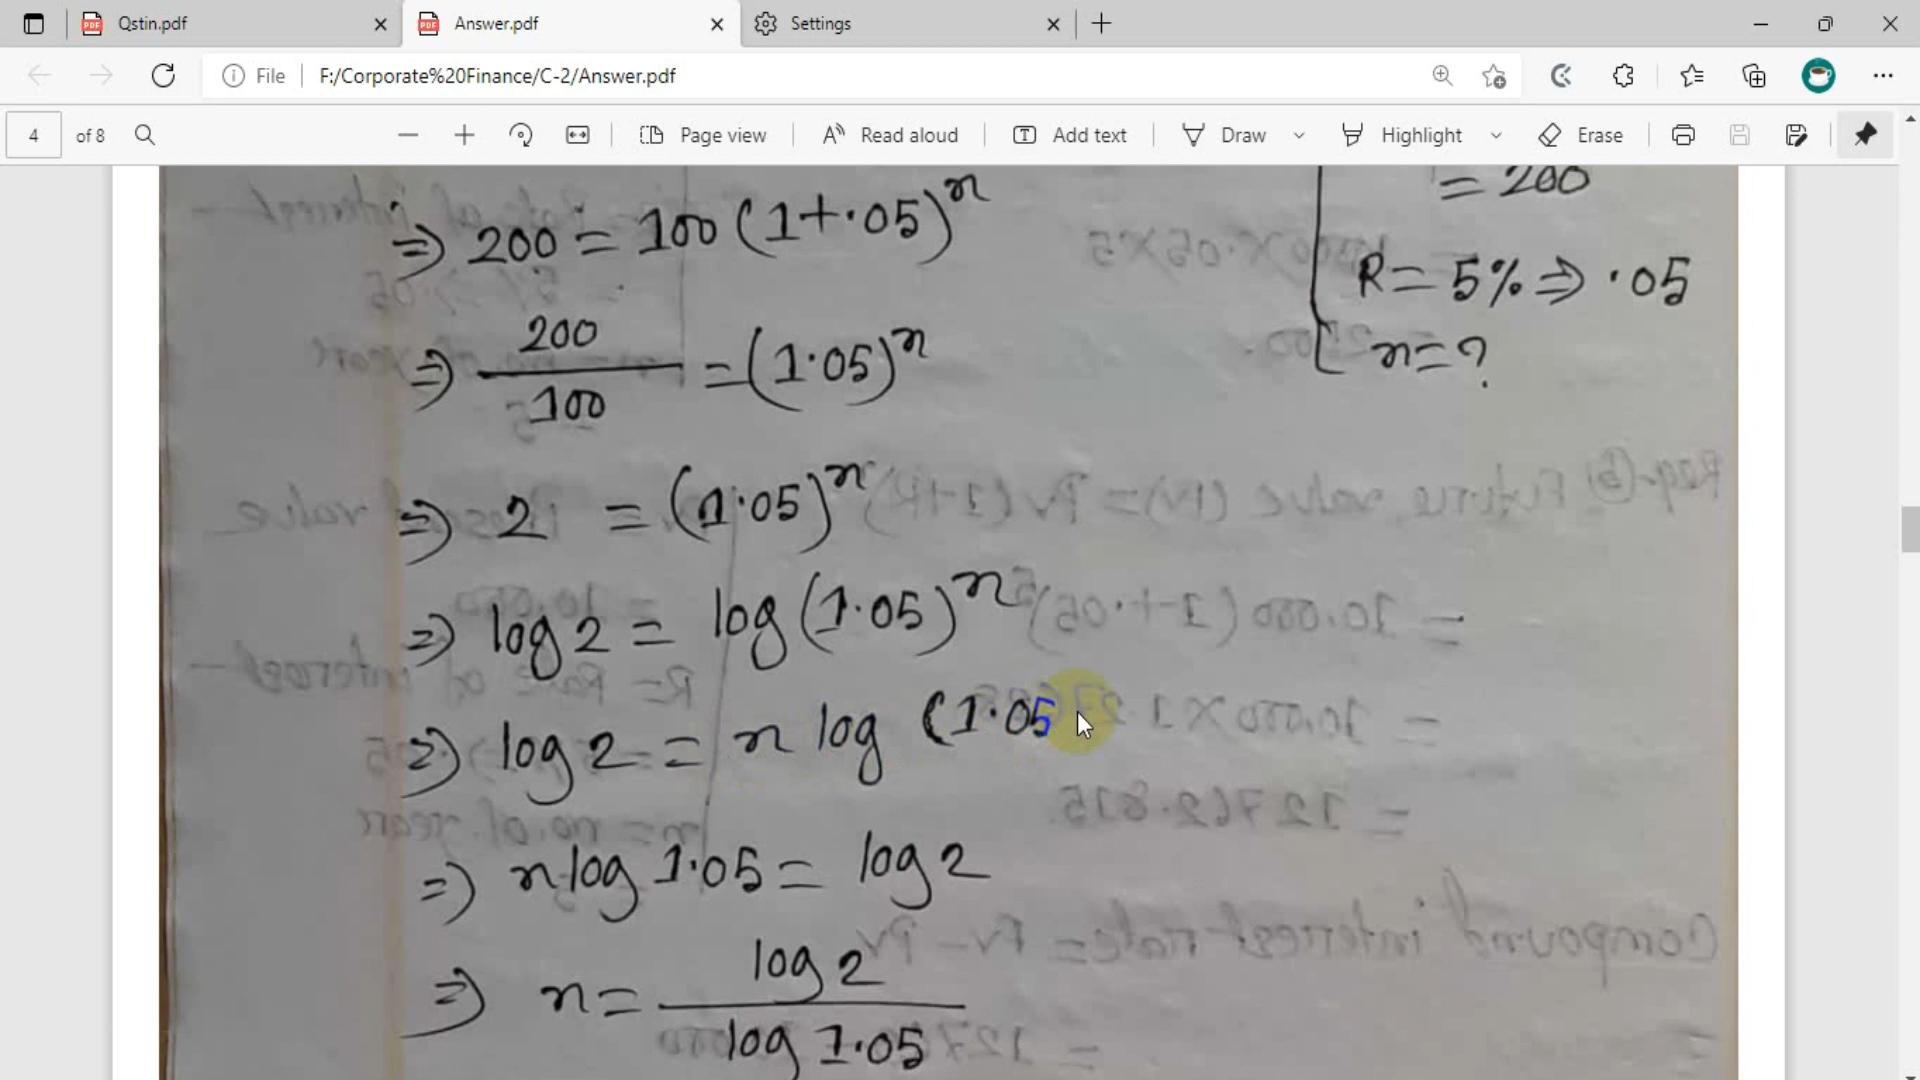 Qstin.pdf
Answer.pdf
Settings
File
F:/Corporate%20Finance/C-2/Answer.pdf
4 of 8
Page view
Read aloud
Add text
Draw
Highlight
Erase
⇒ 200 = 100 (1+.05)^n
= 200
R = 5% ⇒ .05
n = ?
⇒ 200/100 = (1.05)^n
⇒ 2 = (1.05)^n
⇒ log 2 = log (1.05)^n
⇒ log 2 = n log (1.05
⇒ n log 1.05 = log 2
⇒ n = log 2 / log 1.05